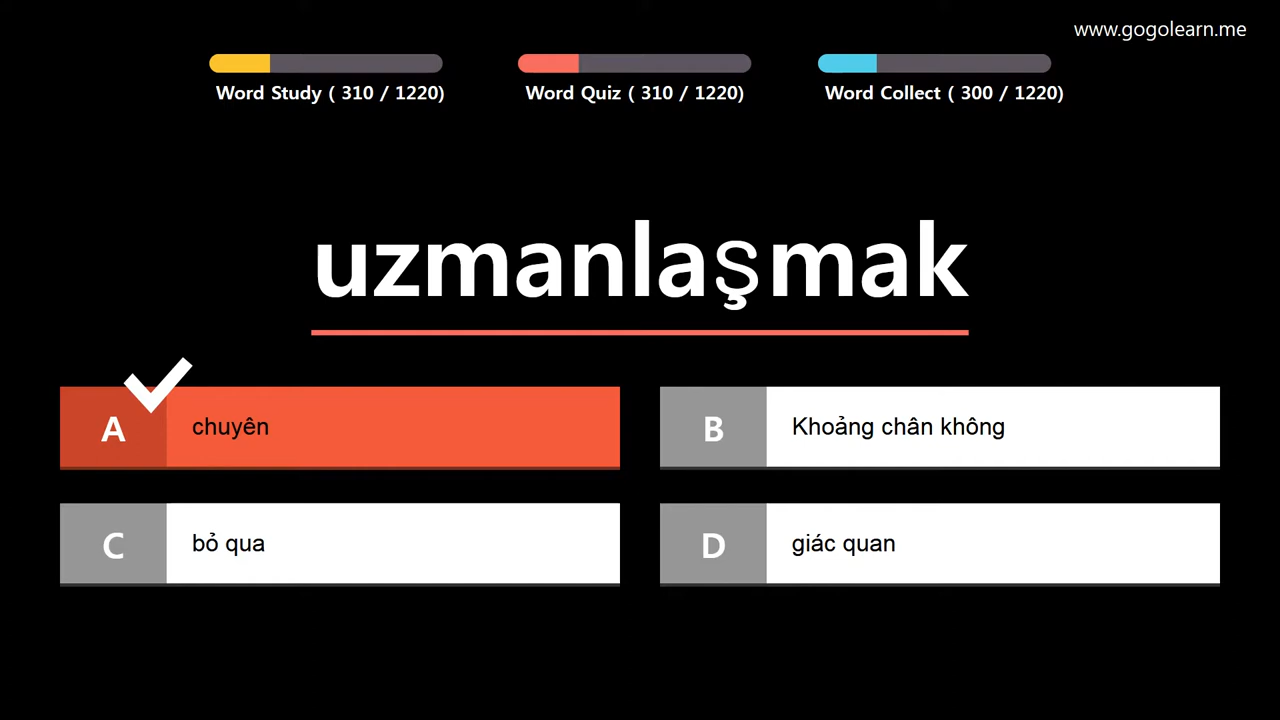 www.gogolearn.me
Word Study ( 310 / 1220)
Word Quiz ( 310 / 1220)
Word Collect ( 300 / 1220)
uzmanlaşmak
A
chuyên
B
Khoảng chân không
C
bỏ qua
D
giác quan